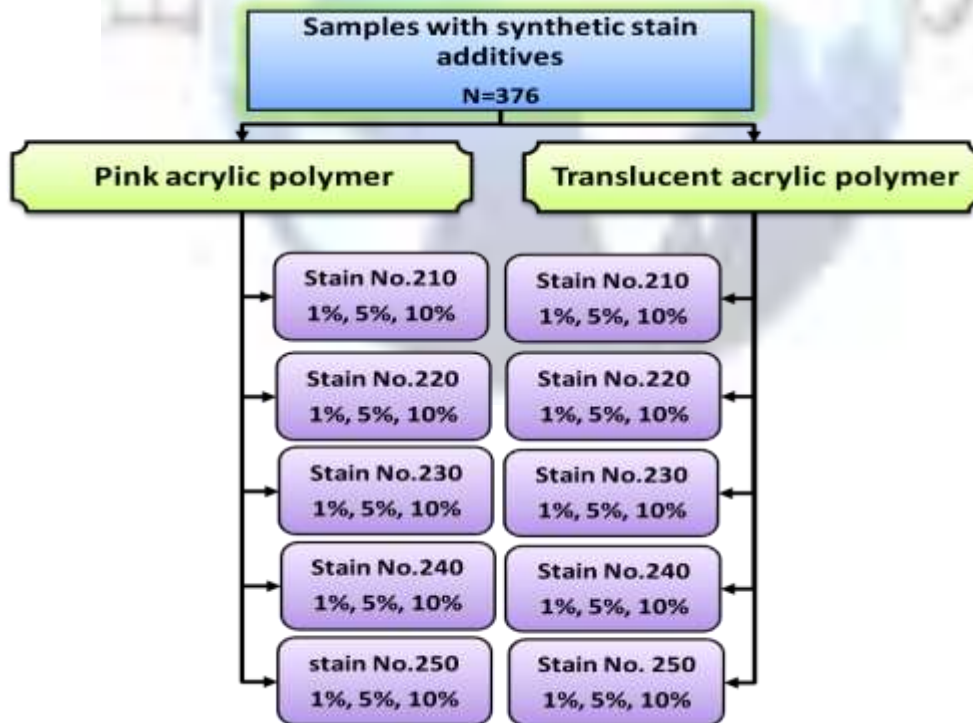 Samples with synthetic stain
additives
N=376
Pink acrylic polymer
Translucent acrylic polymer
Stain No.210
1%, 5%, 10%
Stain No.210
1%, 5%, 10%
Stain No.220
1%, 5%, 10%
Stain No.220
1%, 5%, 10%
Stain No.230
1%, 5%, 10%
Stain No.230
1%, 5%, 10%
Stain No.240
1%, 5%, 10%
Stain No.240
1%, 5%, 10%
stain No.250
1%, 5%, 10%
Stain No. 250
1%, 5%, 10%